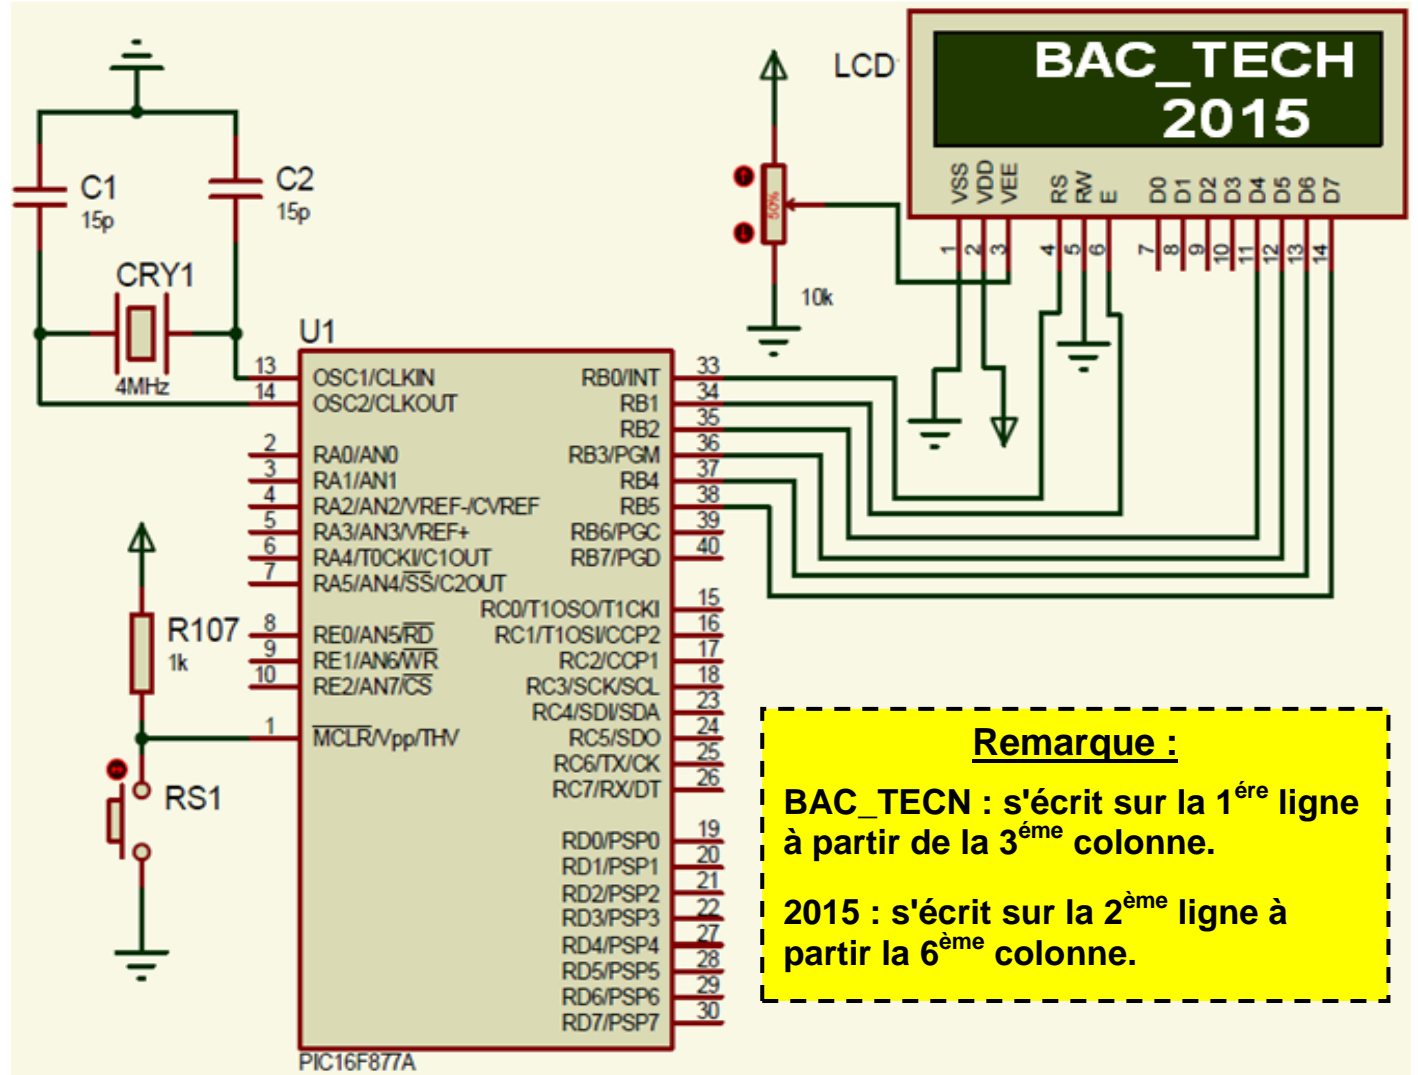 LCD
BAC_TECH
2015
VSS VDD VEE RS RW E D0 D1 D2 D3 D4 D5 D6 D7
1 2 3 4 5 6 7 8 9 10 11 12 13 14
C1
15p
C2
15p
CRY1
4MHz
50%
10k
U1
13 OSC1/CLKIN RB0/INT 33
14 OSC2/CLKOUT RB1 34
RB2 35
2 RA0/AN0 RB3/PGM 36
3 RA1/AN1 RB4 37
4 RA2/AN2/VREF-/CVREF RB5 38
5 RA3/AN3/VREF+ RB6/PGC 39
6 RA4/T0CKI/C1OUT RB7/PGD 40
7 RA5/AN4/SS/C2OUT
RC0/T1OSO/T1CKI 15
8 RE0/AN5/RD RC1/T1OSI/CCP2 16
9 RE1/AN6/WR RC2/CCP1 17
10 RE2/AN7/CS RC3/SCK/SCL 18
RC4/SDI/SDA 23
1 MCLR/Vpp/THV RC5/SDO 24
RC6/TX/CK 25
RC7/RX/DT 26
RD0/PSP0 19
RD1/PSP1 20
RD2/PSP2 21
RD3/PSP3 22
RD4/PSP4 27
RD5/PSP5 28
RD6/PSP6 29
RD7/PSP7 30
PIC16F877A
R107
1k
RS1
Remarque :
BAC_TECN : s'écrit sur la 1ére ligne
à partir de la 3éme colonne.
2015 : s'écrit sur la 2ème ligne à
partir la 6ème colonne.